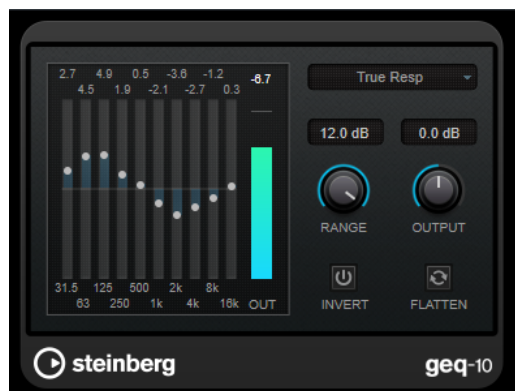 2.7 4.9 0.5 -3.6 -1.2 -6.7
4.5 1.9 -2.1 -2.7 0.3
True Resp
12.0 dB 0.0 dB
RANGE OUTPUT
31.5 125 500 2k 8k
63 250 1k 4k 16k OUT
INVERT FLATTEN
steinberg geq-10